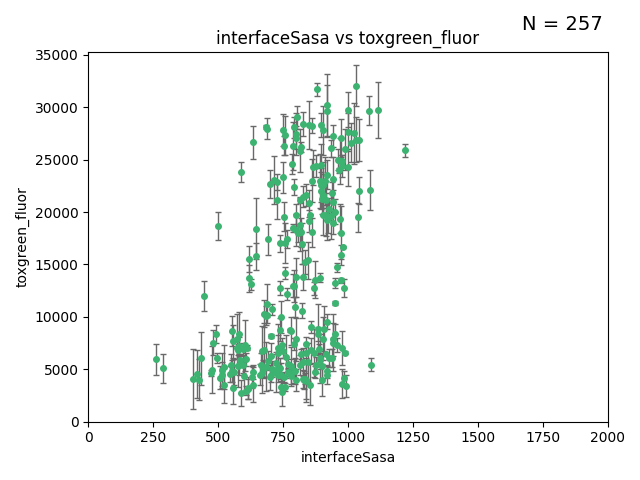 N = 257
interfaceSasa vs toxgreen_fluor
35000
30000
25000
20000
15000
10000
5000
0
toxgreen_fluor
0 250 500 750 1000 1250 1500 1750 2000
interfaceSasa